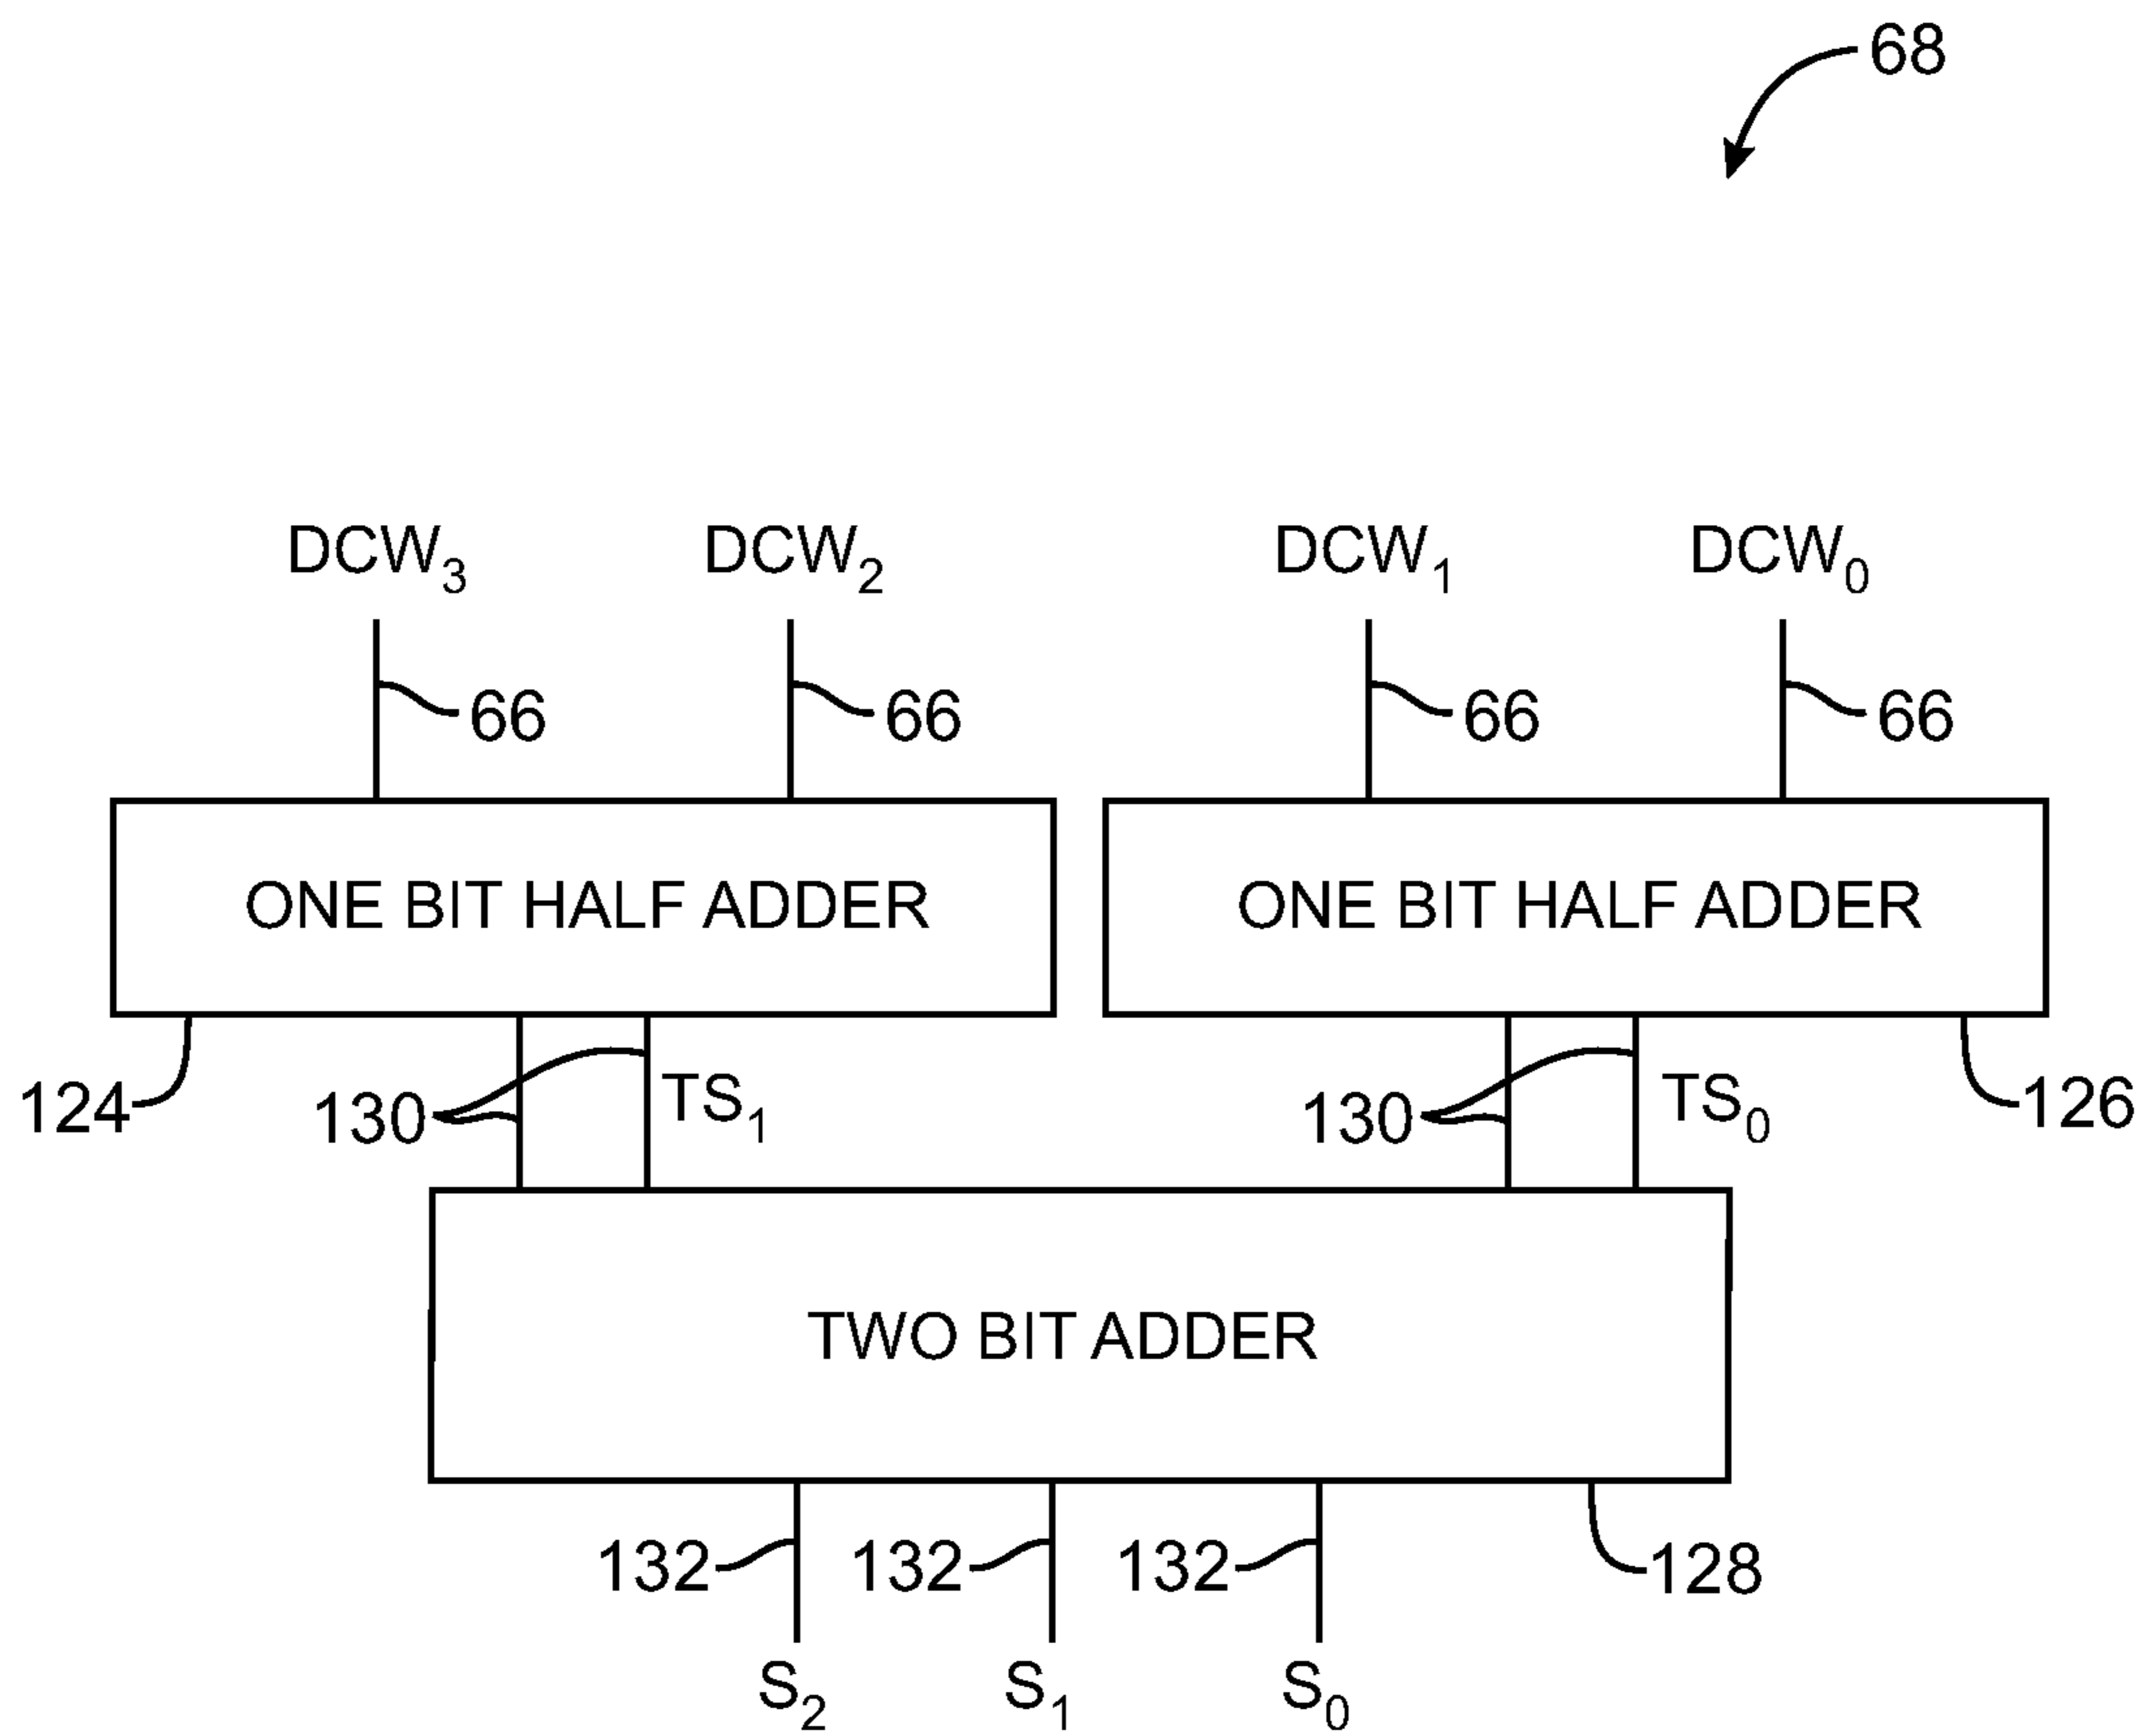 68
DCW3 DCW2 DCW1 DCW0
66 66 66 66
ONE BIT HALF ADDER ONE BIT HALF ADDER
124 130 TS1 130 TS0 126
TWO BIT ADDER
132 132 132 128
S2 S1 S0